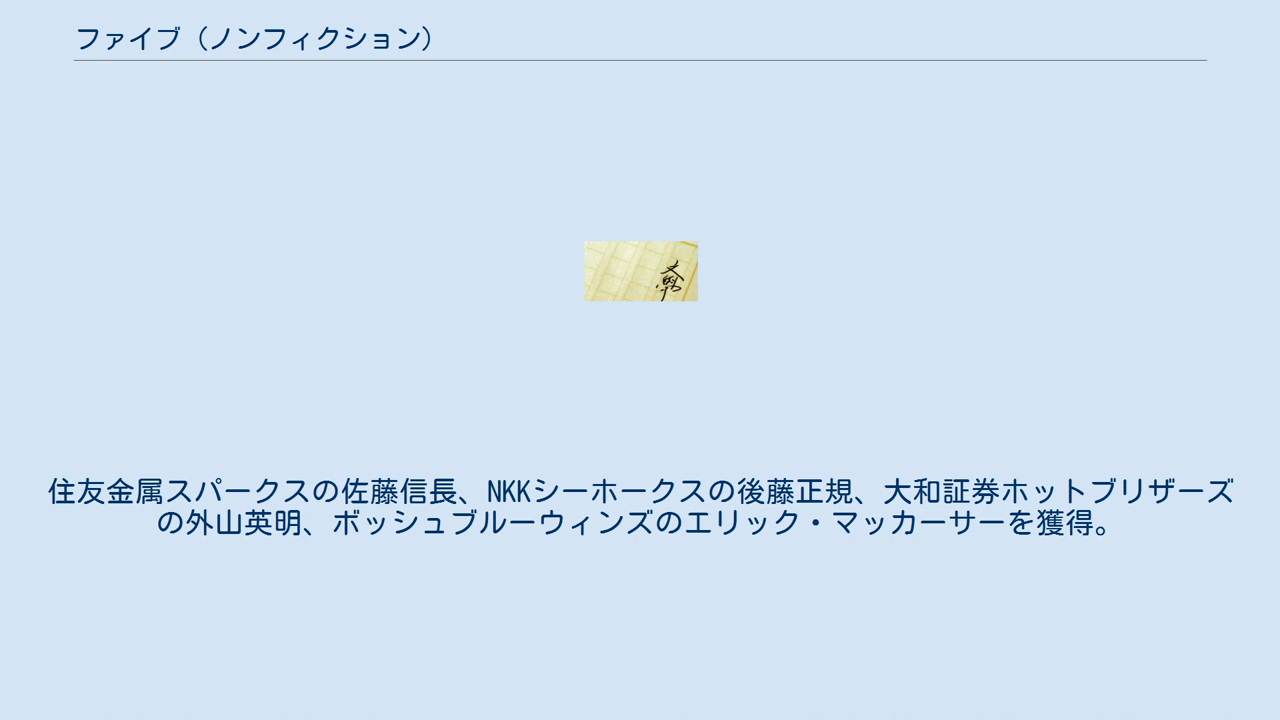 ファイブ（ノンフィクション）
住友金属スパークスの佐藤信長、NKKシーホークスの後藤正規、大和証券ホットブリザーズ
の外山英明、ボッシュブルーウィンズのエリック・マッカーサーを獲得。